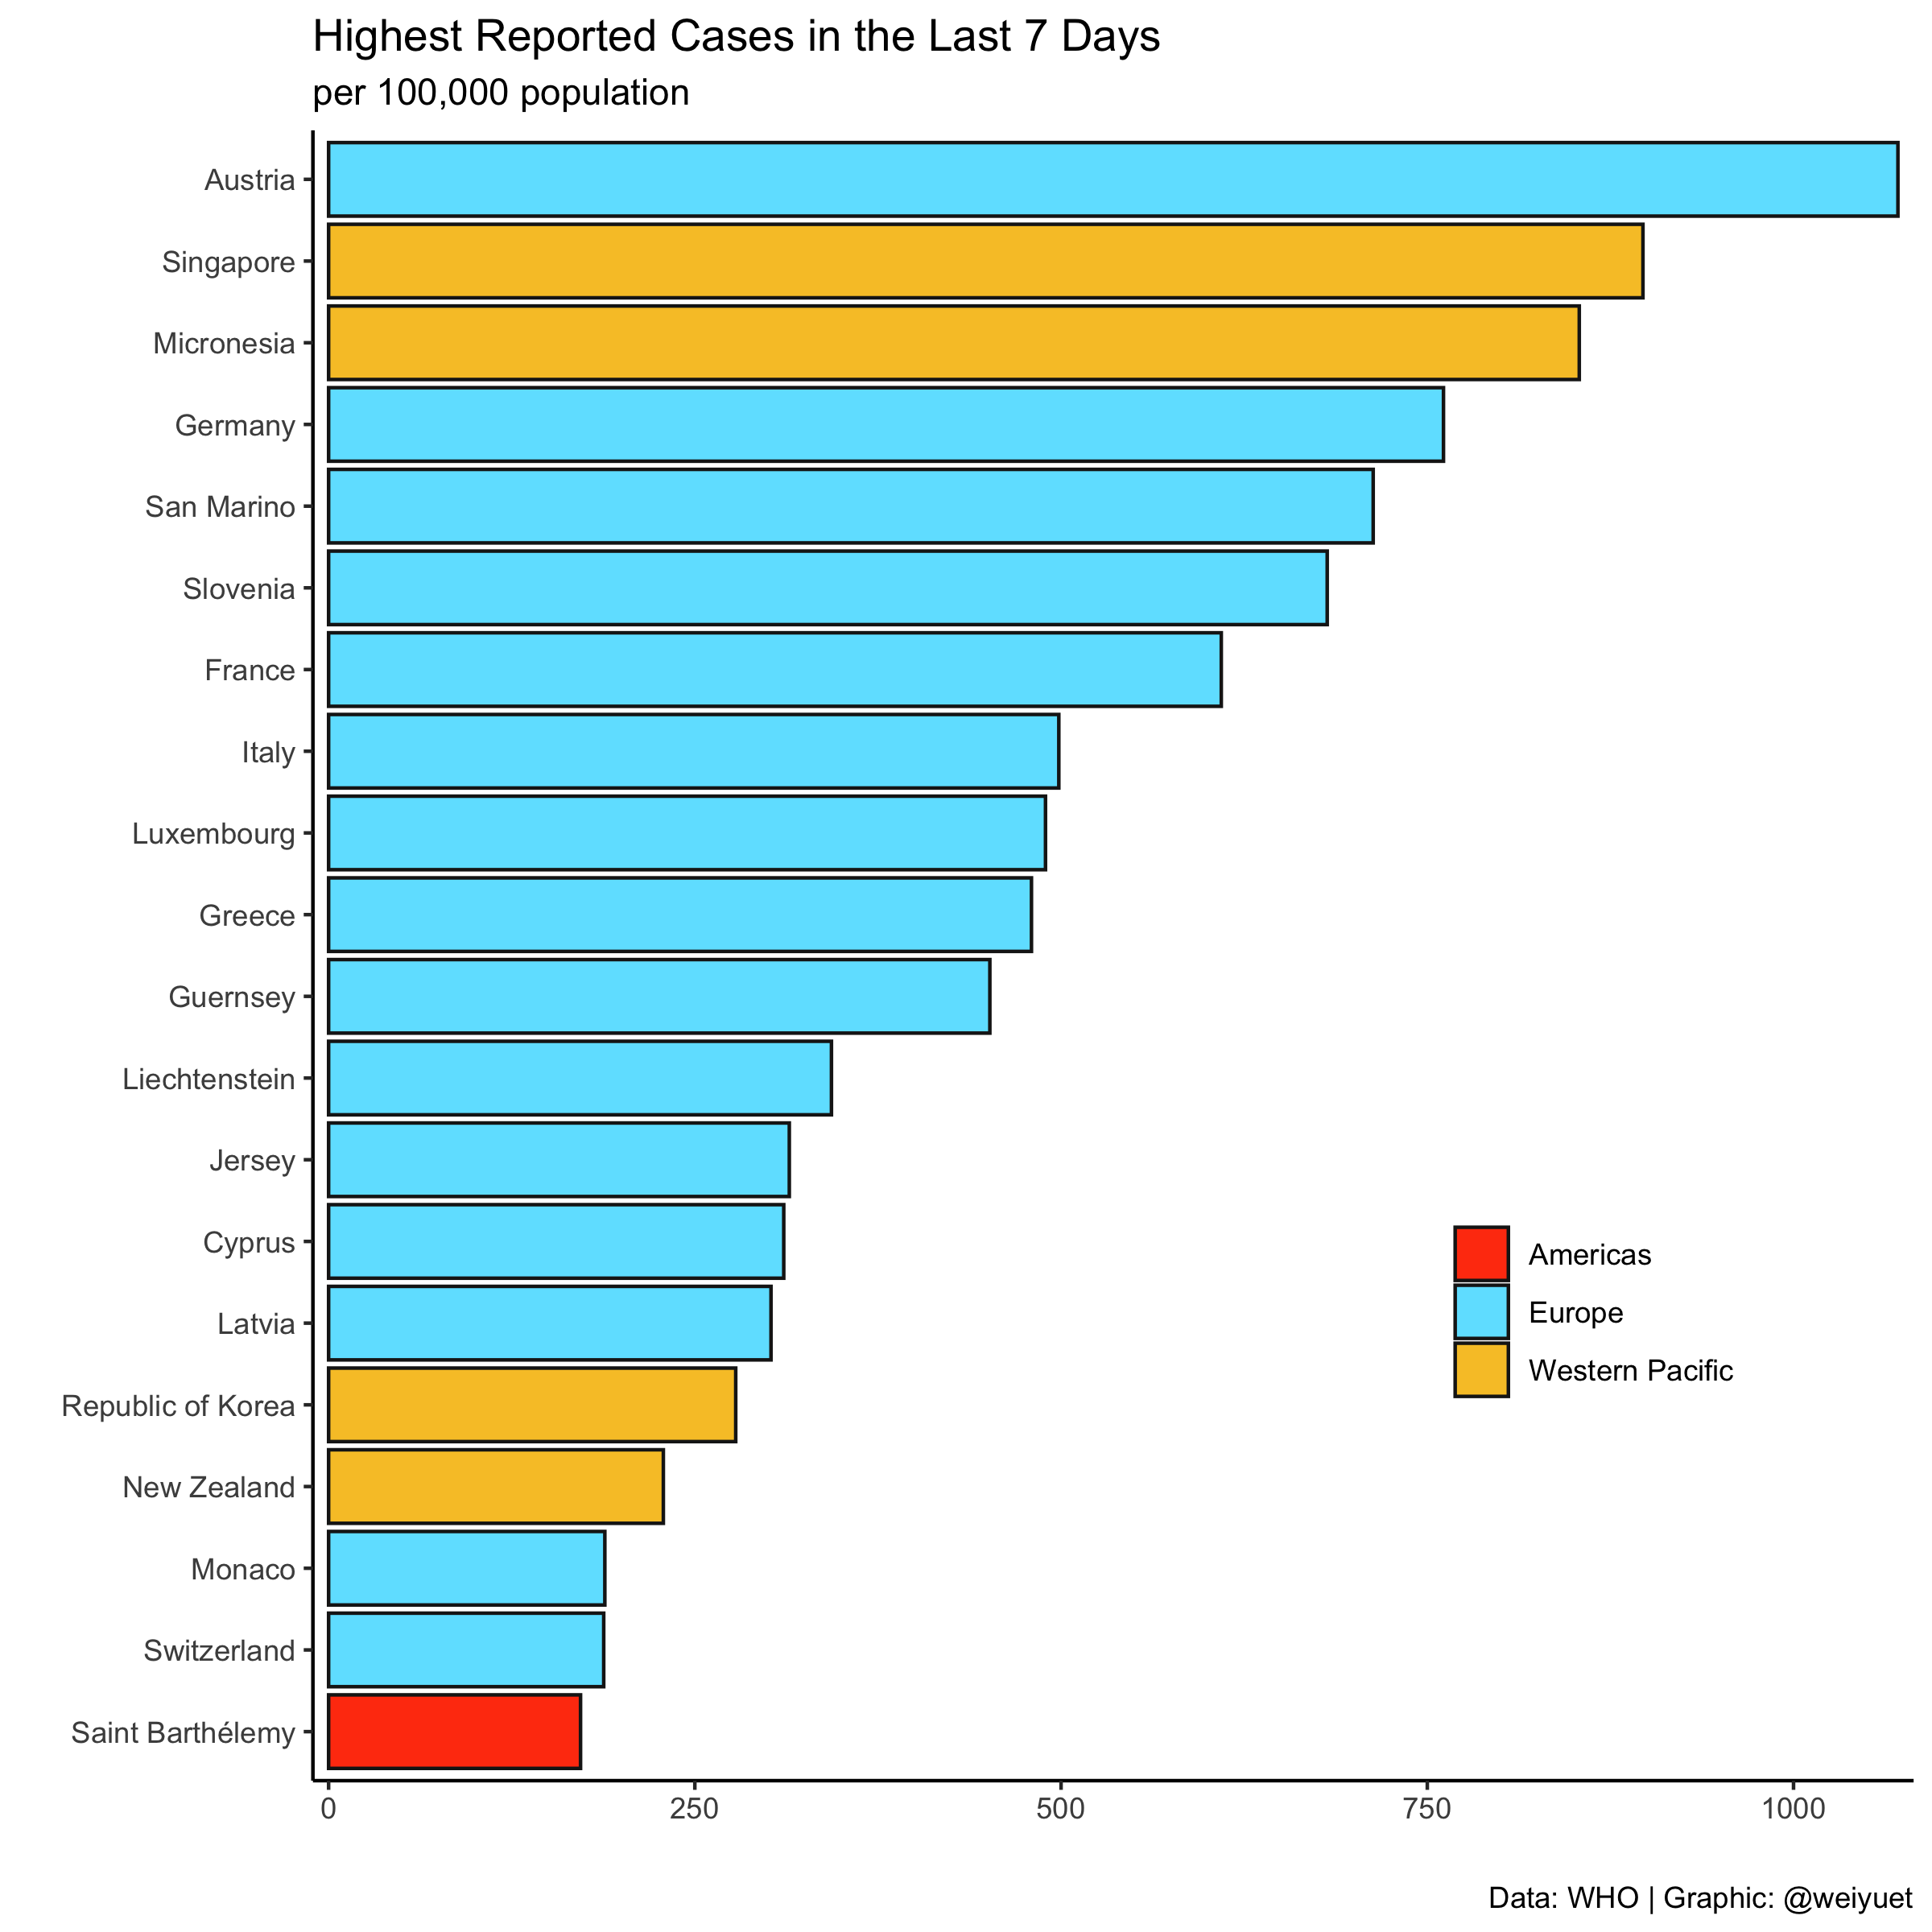 Highest Reported Cases in the Last 7 Days
per 100,000 population
Austria
Singapore
Micronesia
Germany
San Marino
Slovenia
France
Italy
Luxembourg
Greece
Guernsey
Liechtenstein
Jersey
Cyprus
Latvia
Republic of Korea
New Zealand
Monaco
Switzerland
Saint Barthélemy
Americas
Europe
Western Pacific
0 250 500 750 1000
Data: WHO | Graphic: @weiyuet